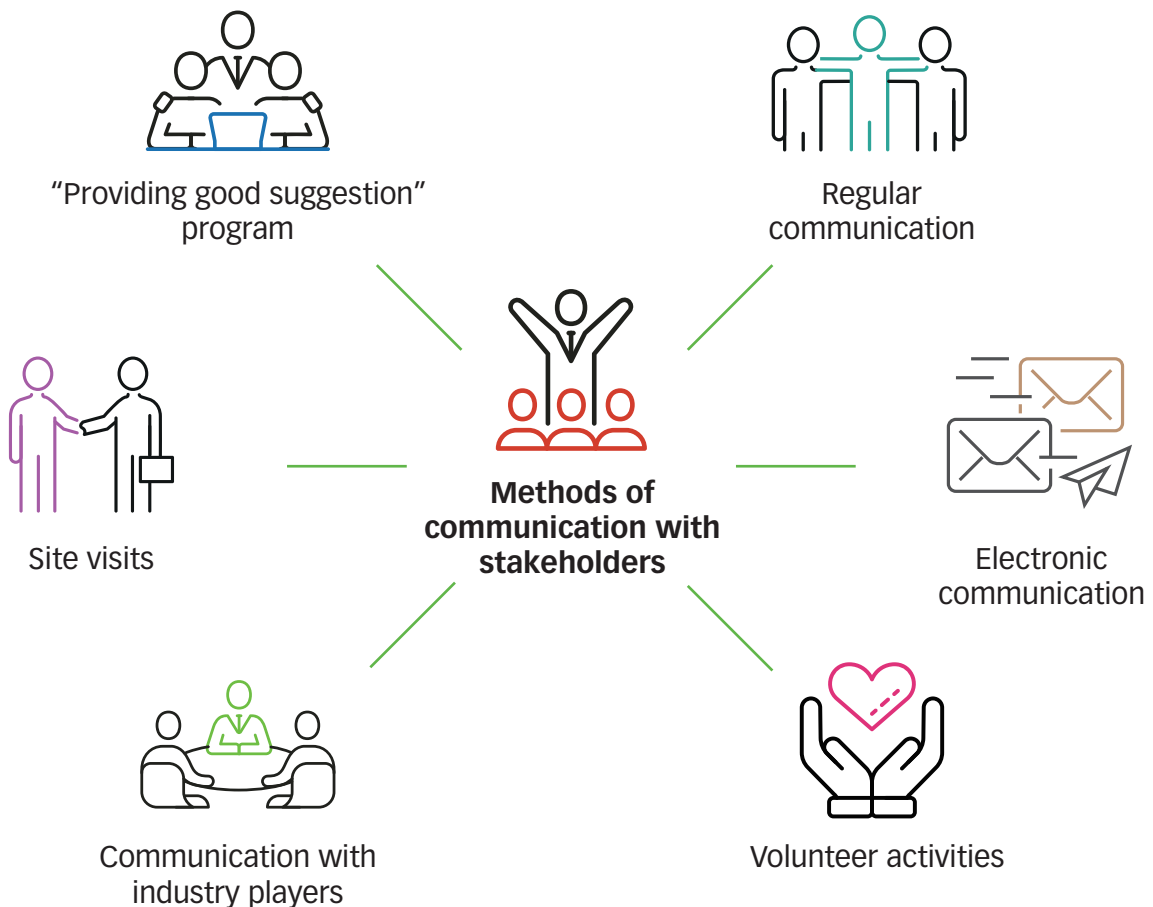 “Providing good suggestion”
program
Regular
communication
Methods of
communication with
stakeholders
Site visits
Electronic
communication
Communication with
industry players
Volunteer activities